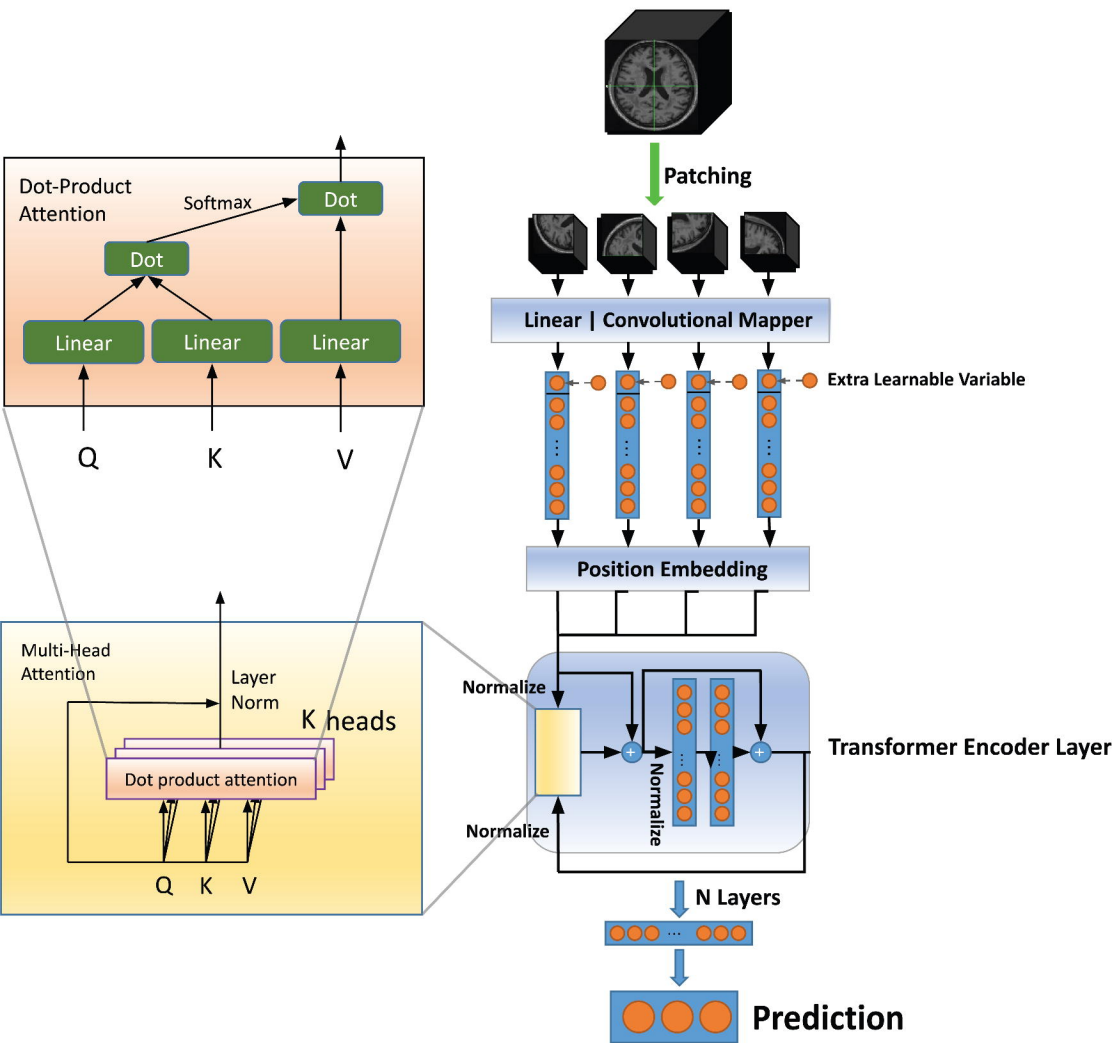 Patching
Linear | Convolutional Mapper
Extra Learnable Variable
Position Embedding
Normalize
Normalize
Normalize
+
+
Transformer Encoder Layer
N Layers
Prediction
Dot-Product
Attention
Softmax
Dot
Dot
Linear
Linear
Linear
Q
K
V
Multi-Head
Attention
Layer
Norm
K heads
Dot product attention
Q
K
V